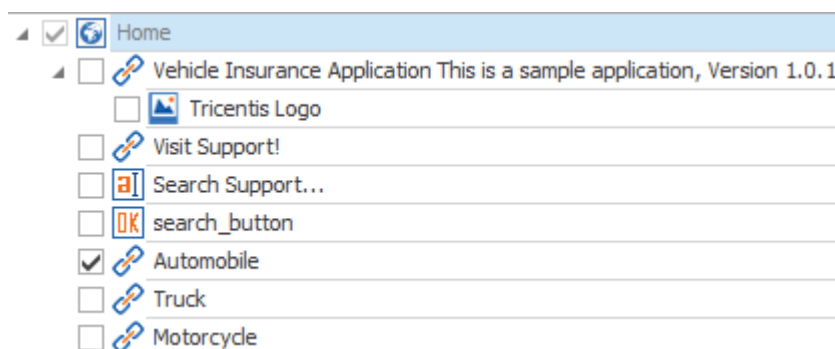 Home
Vehicle Insurance Application This is a sample application, Version 1.0.1
Tricentis Logo
Visit Support!
a Search Support...
OK search_button
Automobile
Truck
Motorcycle